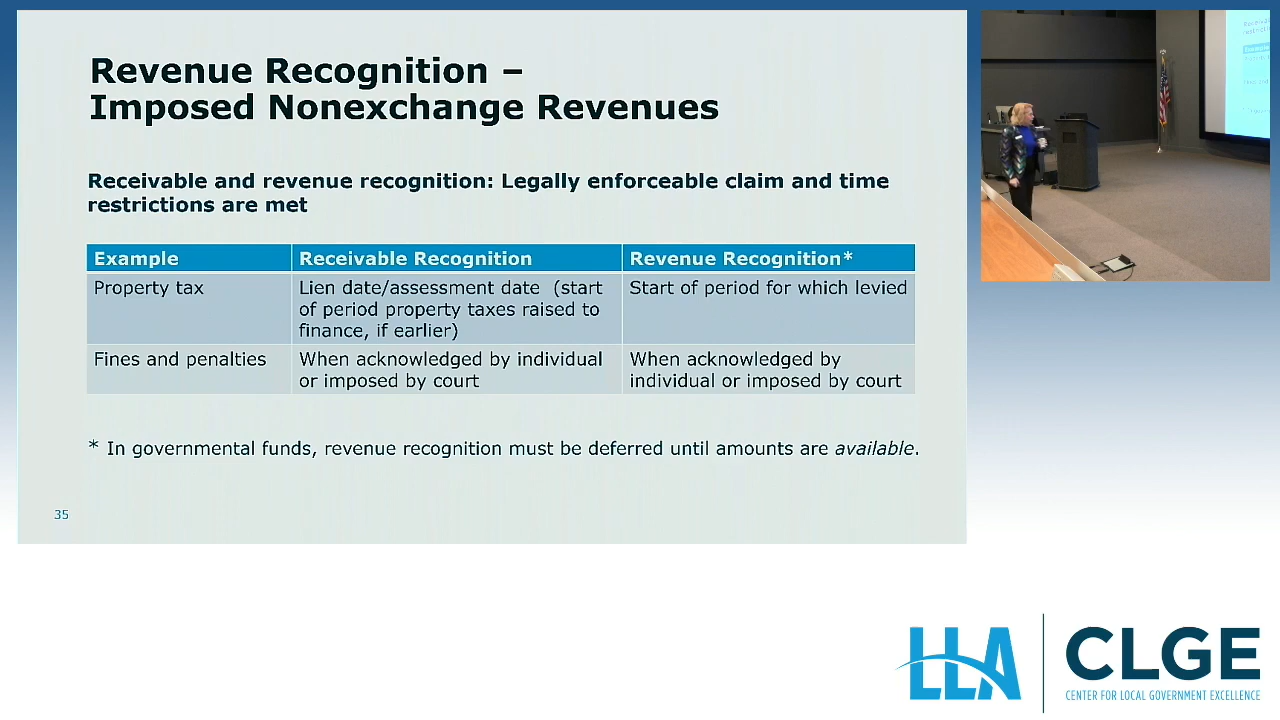 Revenue Recognition –
Imposed Nonexchange Revenues
Receivable and revenue recognition: Legally enforceable claim and time
restrictions are met
Example
Receivable Recognition
Revenue Recognition*
Property tax
Lien date/assessment date (start
of period property taxes raised to
finance, if earlier)
Start of period for which levied
Fines and penalties
When acknowledged by individual
or imposed by court
When acknowledged by
individual or imposed by court
* In governmental funds, revenue recognition must be deferred until amounts are available.
35
LLA
CLGE
CENTER FOR LOCAL GOVERNMENT EXCELLENCE